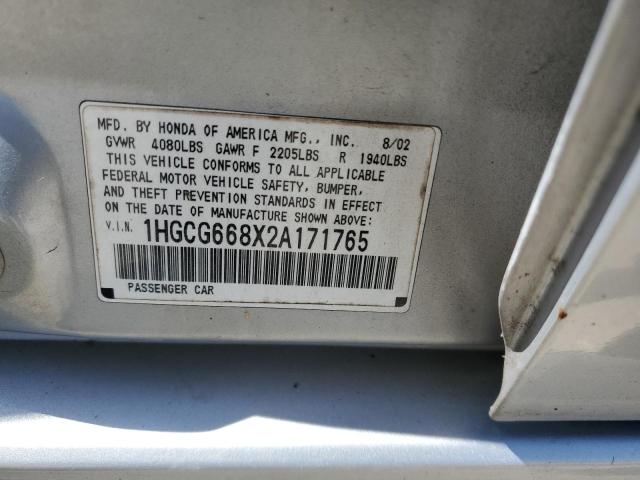 MFD. BY HONDA OF AMERICA MFG., INC. 8/02
GVWR 4080LBS GAWR F 2205LBS R 1940LBS
THIS VEHICLE CONFORMS TO ALL APPLICABLE
FEDERAL MOTOR VEHICLE SAFETY, BUMPER,
AND THEFT PREVENTION STANDARDS IN EFFECT
ON THE DATE OF MANUFACTURE SHOWN ABOVE:
V.I.N. 1HGCG668X2A171765
PASSENGER CAR